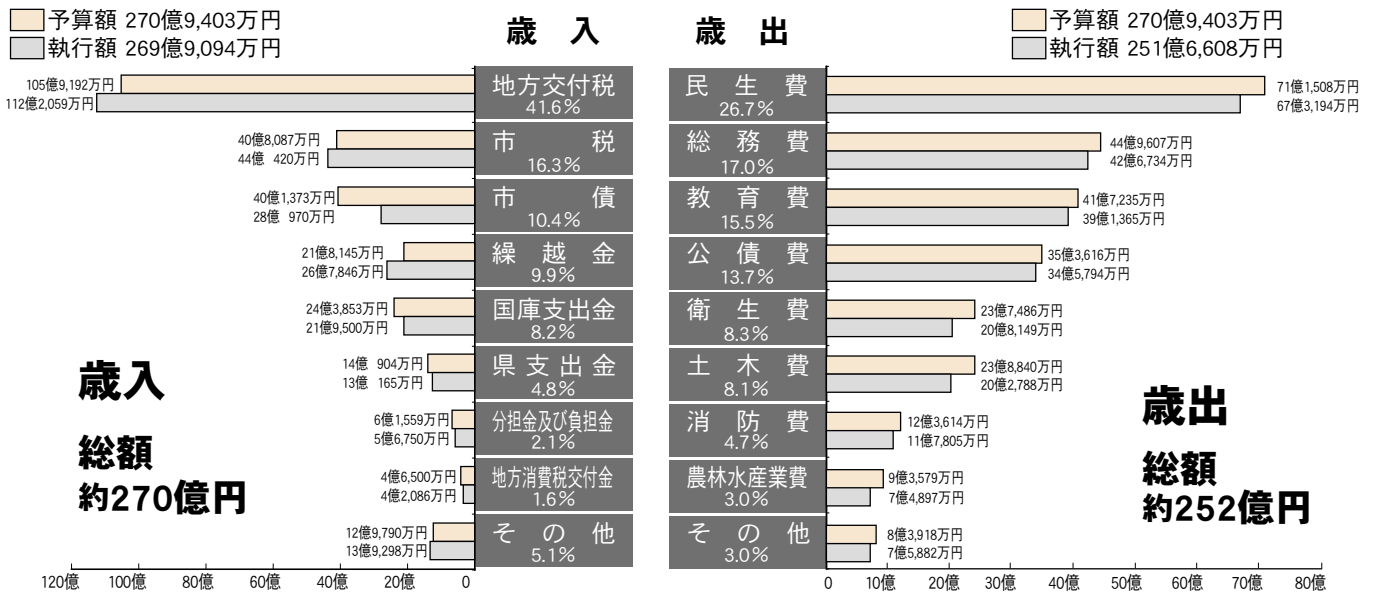 予算額 270億9,403万円
執行額 269億9,094万円
歳 入
地方交付税
41.6%
105億9,192万円
112億2,059万円
市 税
16.3%
40億8,087万円
44億 420万円
市 債
10.4%
40億1,373万円
28億 970万円
繰 越 金
9.9%
21億8,145万円
26億7,846万円
国庫支出金
8.2%
24億3,853万円
21億9,500万円
県 支 出 金
4.8%
14億 904万円
13億 165万円
分担金及び負担金
2.1%
6億1,559万円
5億6,750万円
地方消費税交付金
1.6%
4億6,500万円
4億2,086万円
そ の 他
5.1%
12億9,790万円
13億9,298万円
120億 100億 80億 60億 40億 20億 0
歳入
総額
約270億円
歳 出
予算額 270億9,403万円
執行額 251億6,608万円
民 生 費
26.7%
71億1,508万円
67億3,194万円
総 務 費
17.0%
44億9,607万円
42億6,734万円
教 育 費
15.5%
41億7,235万円
39億1,365万円
公 債 費
13.7%
35億3,616万円
34億5,794万円
衛 生 費
8.3%
23億7,486万円
20億8,149万円
土 木 費
8.1%
23億8,840万円
20億2,788万円
消 防 費
4.7%
12億3,614万円
11億7,805万円
農林水産業費
3.0%
9億3,579万円
7億4,897万円
そ の 他
3.0%
8億3,918万円
7億5,882万円
0 10億 20億 30億 40億 50億 60億 70億 80億
歳出
総額
約252億円